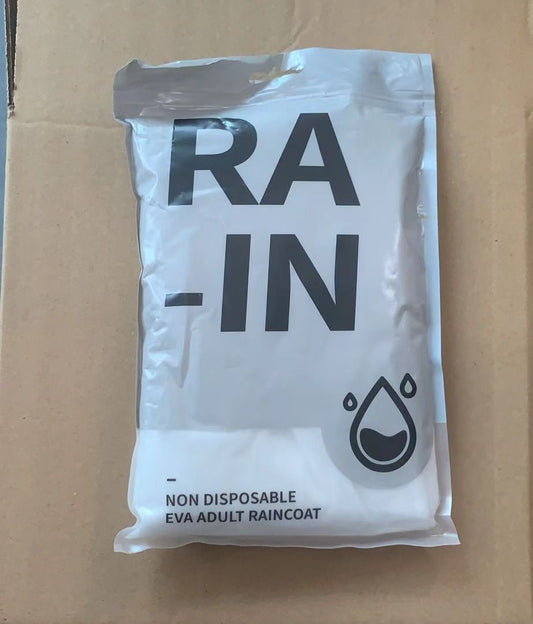 RA
-IN
-
NON DISPOSABLE
EVA ADULT RAINCOAT